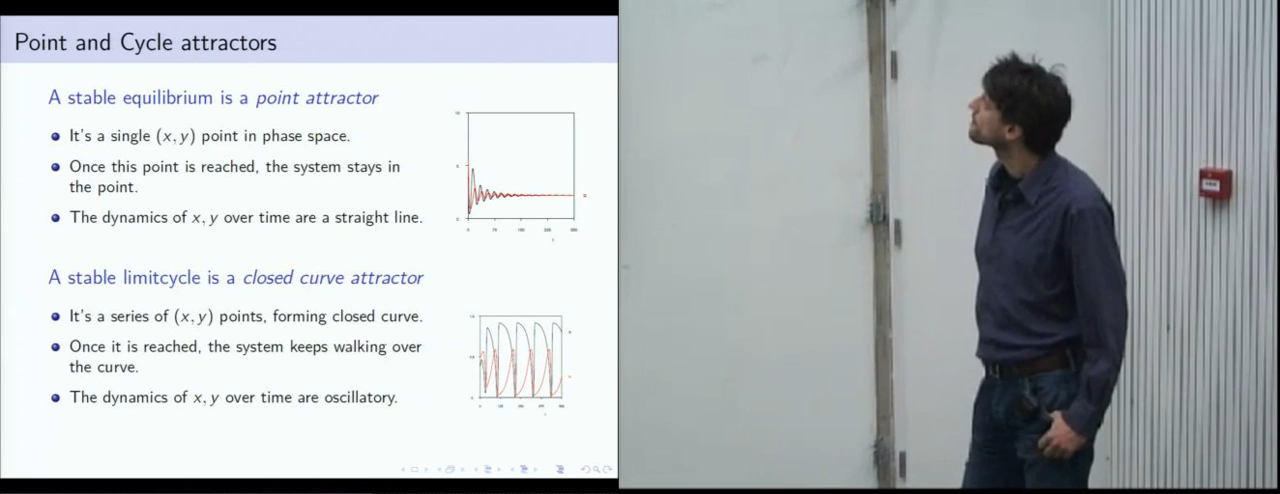 Point and Cycle attractors
A stable equilibrium is a point attractor
It's a single (x, y) point in phase space.
Once this point is reached, the system stays in
the point.
The dynamics of x, y over time are a straight line.
A stable limitcycle is a closed curve attractor
It's a series of (x, y) points, forming closed curve.
Once it is reached, the system keeps walking over
the curve.
The dynamics of x, y over time are oscillatory.